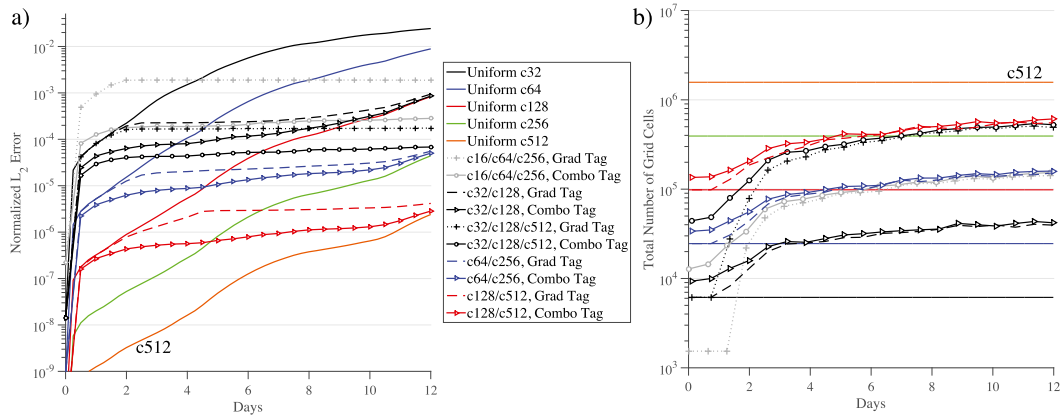 a)
Normalized L2 Error
10-2
10-3
10-4
10-5
10-6
10-7
10-8
10-9
c512
0 2 4 6 8 10 12
Days
Uniform c32
Uniform c64
Uniform c128
Uniform c256
Uniform c512
c16/c64/c256, Grad Tag
c16/c64/c256, Combo Tag
c32/c128, Grad Tag
c32/c128, Combo Tag
c32/c128/c512, Grad Tag
c32/c128/c512, Combo Tag
c64/c256, Grad Tag
c64/c256, Combo Tag
c128/c512, Grad Tag
c128/c512, Combo Tag
b)
Total Number of Grid Cells
10^7
10^6
10^5
10^4
10^3
c512
0 2 4 6 8 10 12
Days